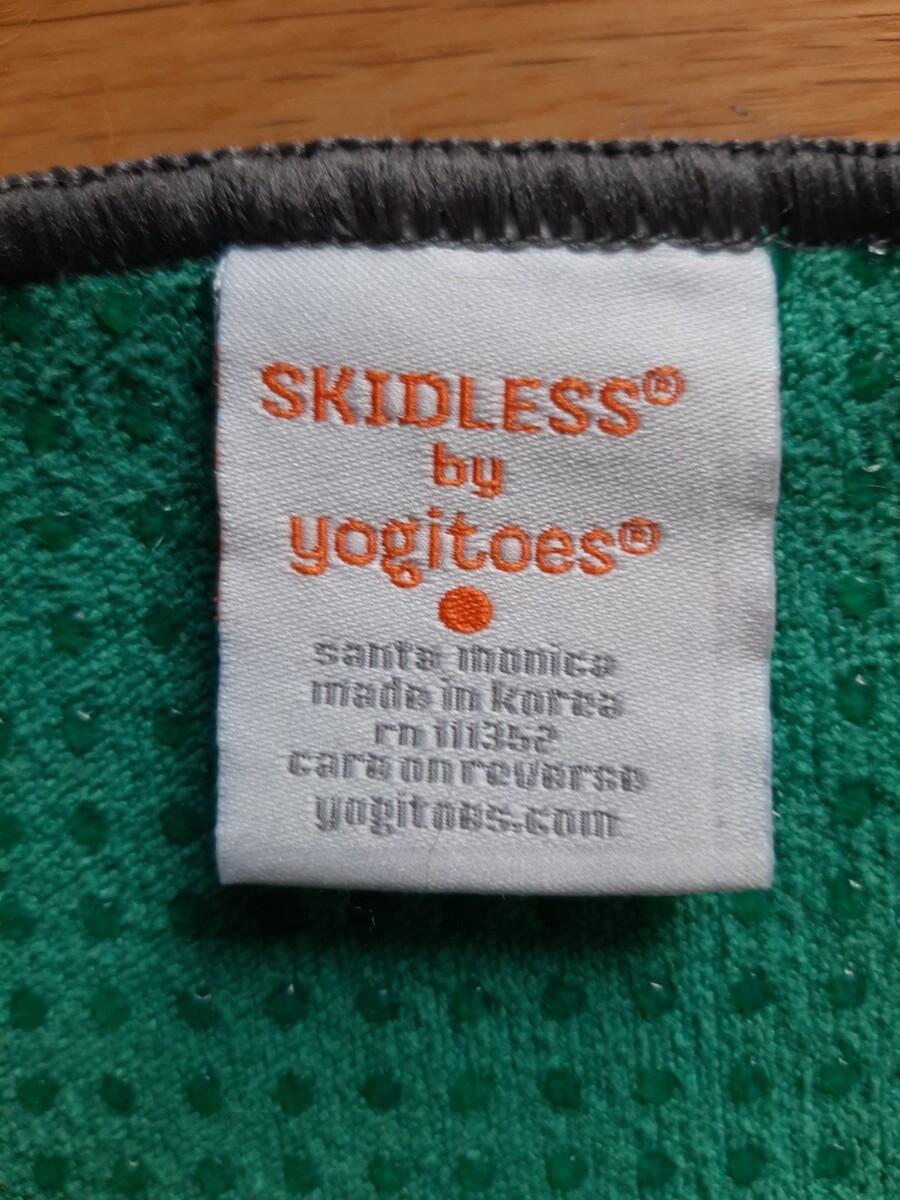 SKIDLESS®
by
yogitoes®
santa monica
made in korea
rn 111352
care on reverse
yogitoes.com